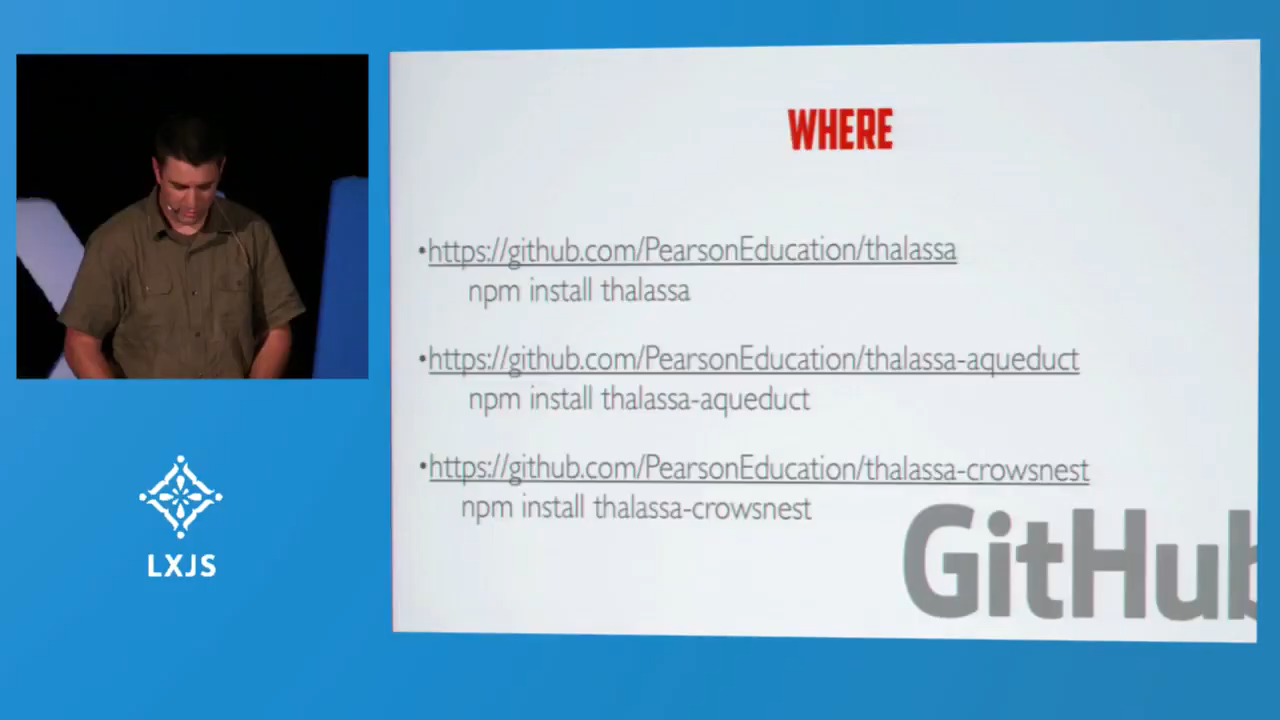 WHERE
•https://github.com/PearsonEducation/thalassa
npm install thalassa
•https://github.com/PearsonEducation/thalassa-aqueduct
npm install thalassa-aqueduct
•https://github.com/PearsonEducation/thalassa-crowsnest
npm install thalassa-crowsnest
GitHub
LXJS